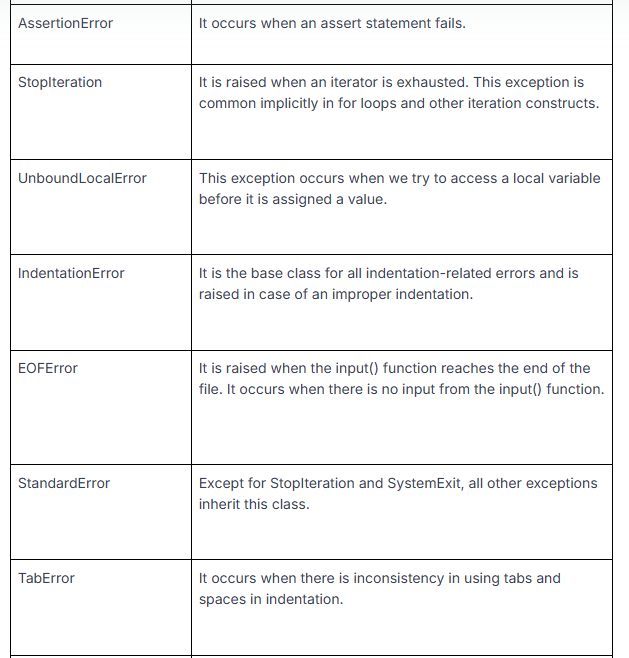 AssertionError
It occurs when an assert statement fails.
StopIteration
It is raised when an iterator is exhausted. This exception is
common implicitly in for loops and other iteration constructs.
UnboundLocalError
This exception occurs when we try to access a local variable
before it is assigned a value.
IndentationError
It is the base class for all indentation-related errors and is
raised in case of an improper indentation.
EOFError
It is raised when the input() function reaches the end of the
file. It occurs when there is no input from the input() function.
StandardError
Except for StopIteration and SystemExit, all other exceptions
inherit this class.
TabError
It occurs when there is inconsistency in using tabs and
spaces in indentation.